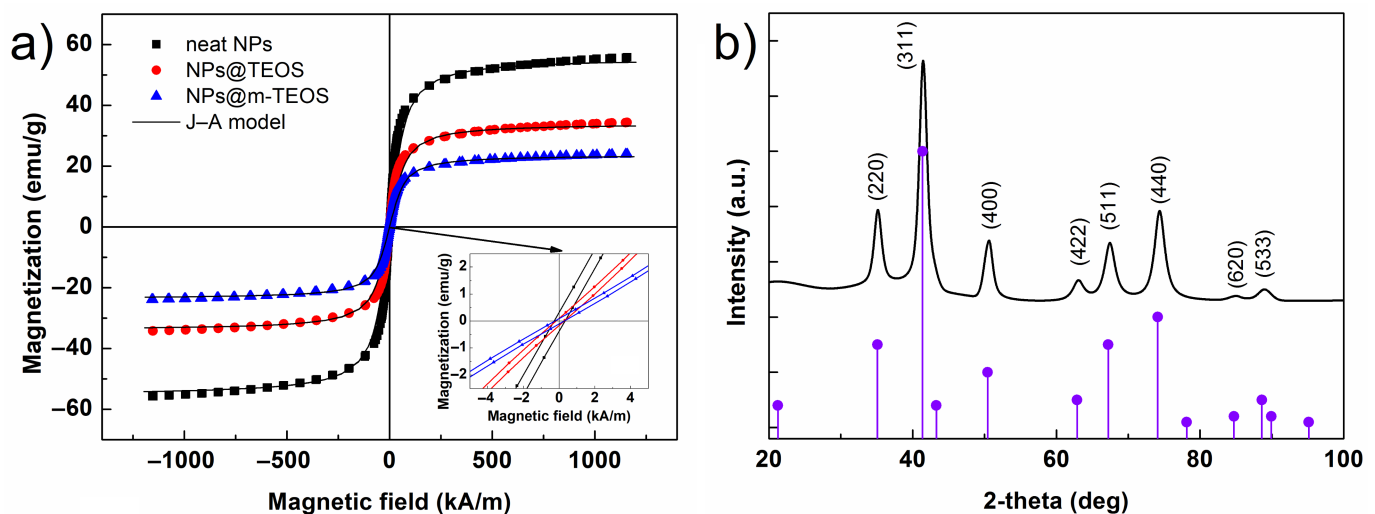 a)
neat NPs
NPs@TEOS
NPs@m-TEOS
J–A model
Magnetization (emu/g)
60
40
20
0
–20
–40
–60
–1000 –500 0 500 1000
Magnetic field (kA/m)
Magnetization (emu/g)
2
1
0
–1
–2
–4 –2 0 2 4
Magnetic field (kA/m)
b)
Intensity (a.u.)
(220)
(311)
(400)
(422)
(511)
(440)
(620)
(533)
20 40 60 80 100
2-theta (deg)